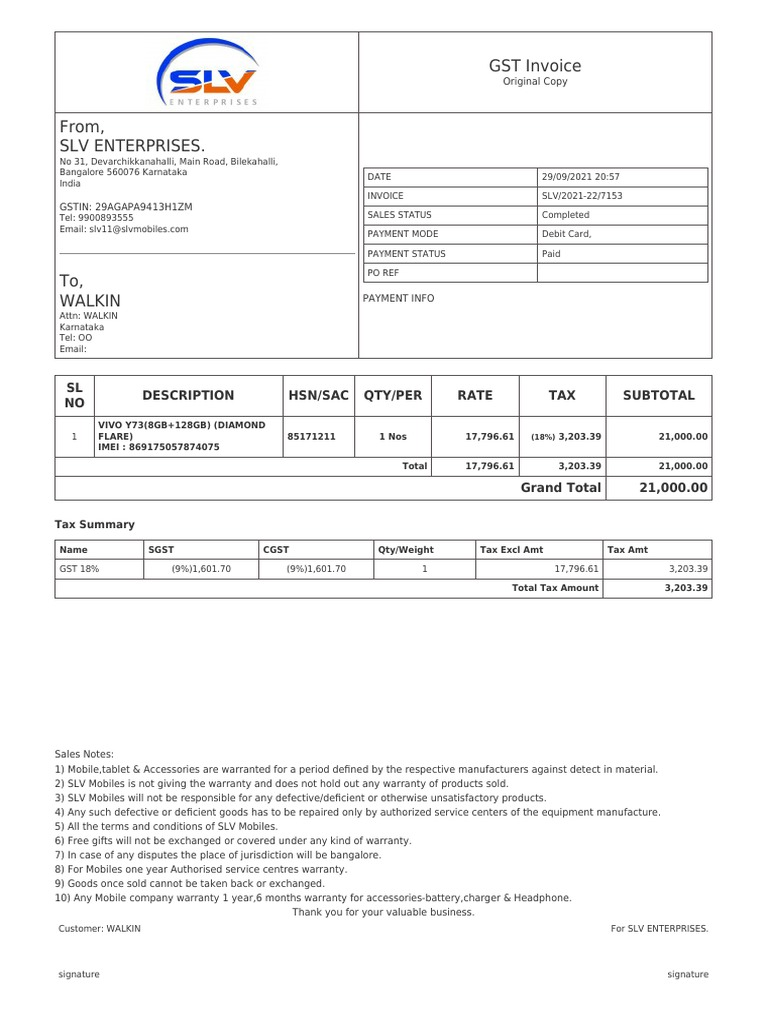 SLV
ENTERPRISES
GST Invoice
Original Copy
From,
SLV ENTERPRISES.
No 31, Devarchikkanahalli, Main Road, Bilekahalli,
Bangalore 560076 Karnataka
India
GSTIN: 29AGAPA9413H1ZM
Tel: 9900893555
Email: slv11@slvmobiles.com
To,
WALKIN
Attn: WALKIN
Karnataka
Tel: OO
Email:
DATE 29/09/2021 20:57
INVOICE SLV/2021-22/7153
SALES STATUS Completed
PAYMENT MODE Debit Card,
PAYMENT STATUS Paid
PO REF
PAYMENT INFO
SL NO DESCRIPTION HSN/SAC QTY/PER RATE TAX SUBTOTAL
1 VIVO Y73(8GB+128GB) (DIAMOND FLARE) IMEI : 869175057874075 85171211 1 Nos 17,796.61 (18%) 3,203.39 21,000.00
Total 17,796.61 3,203.39 21,000.00
Grand Total 21,000.00
Tax Summary
Name SGST CGST Qty/Weight Tax Excl Amt Tax Amt
GST 18% (9%)1,601.70 (9%)1,601.70 1 17,796.61 3,203.39
Total Tax Amount 3,203.39
Sales Notes:
1) Mobile,tablet & Accessories are warranted for a period defined by the respective manufacturers against detect in material.
2) SLV Mobiles is not giving the warranty and does not hold out any warranty of products sold.
3) SLV Mobiles will not be responsible for any defective/deficient or otherwise unsatisfactory products.
4) Any such defective or deficient goods has to be repaired only by authorized service centers of the equipment manufacture.
5) All the terms and conditions of SLV Mobiles.
6) Free gifts will not be exchanged or covered under any kind of warranty.
7) In case of any disputes the place of jurisdiction will be bangalore.
8) For Mobiles one year Authorised service centres warranty.
9) Goods once sold cannot be taken back or exchanged.
10) Any Mobile company warranty 1 year,6 months warranty for accessories-battery,charger & Headphone.
Thank you for your valuable business.
Customer: WALKIN For SLV ENTERPRISES.
signature signature